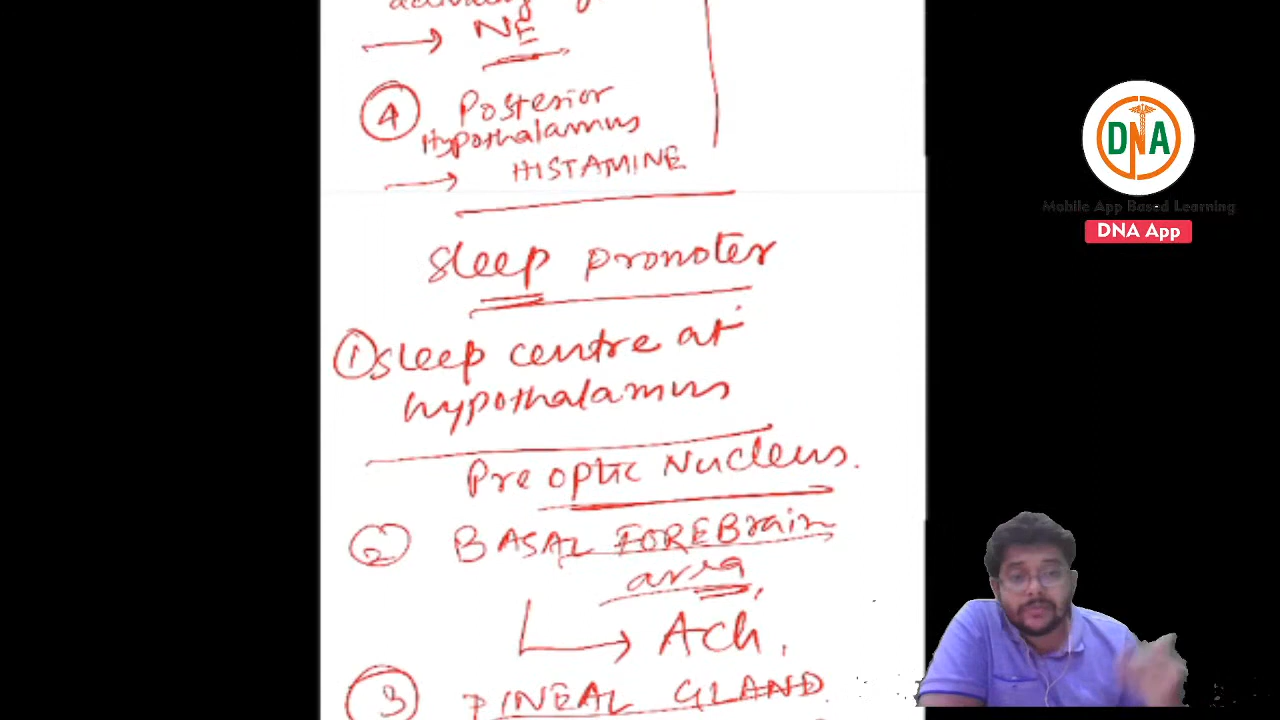 → NE
④ Posterior
Hypothalamus
→ HISTAMINE
sleep promoter
① sleep centre at
hypothalamus
Pre optic Nucleus.
② BASAL FOREBrain
area,
→ Ach.
③ PINEAL GLAND
DNA
Mobile App Based Learning
DNA App